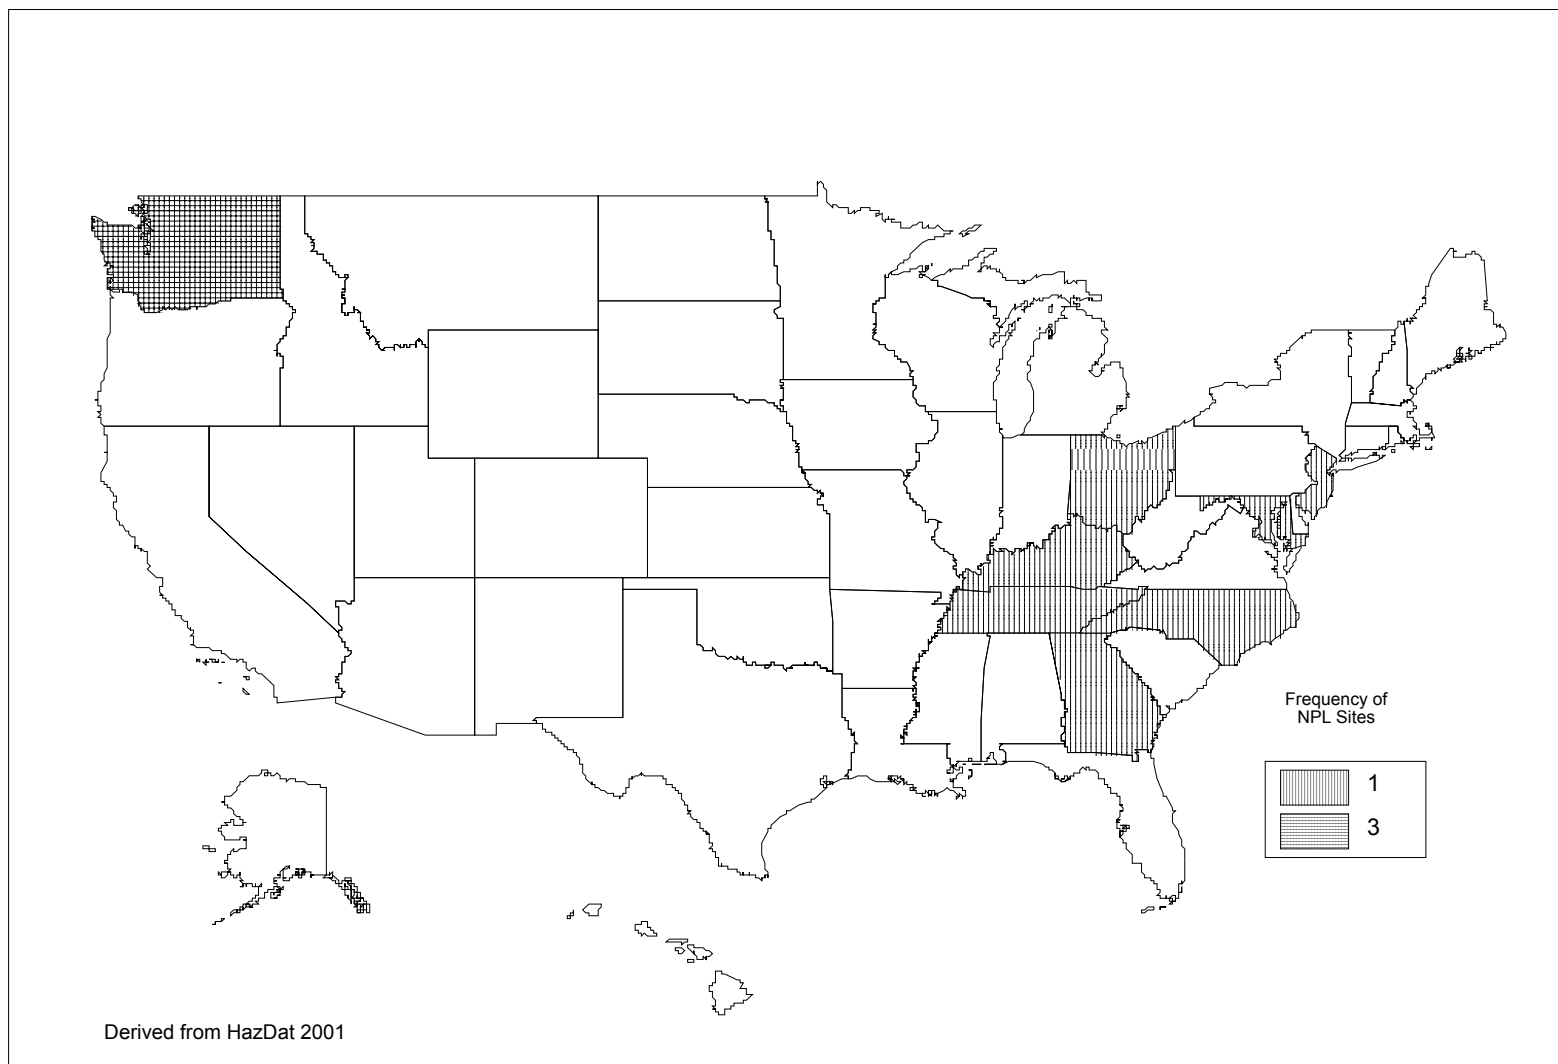 Frequency of
NPL Sites
1
3
Derived from HazDat 2001